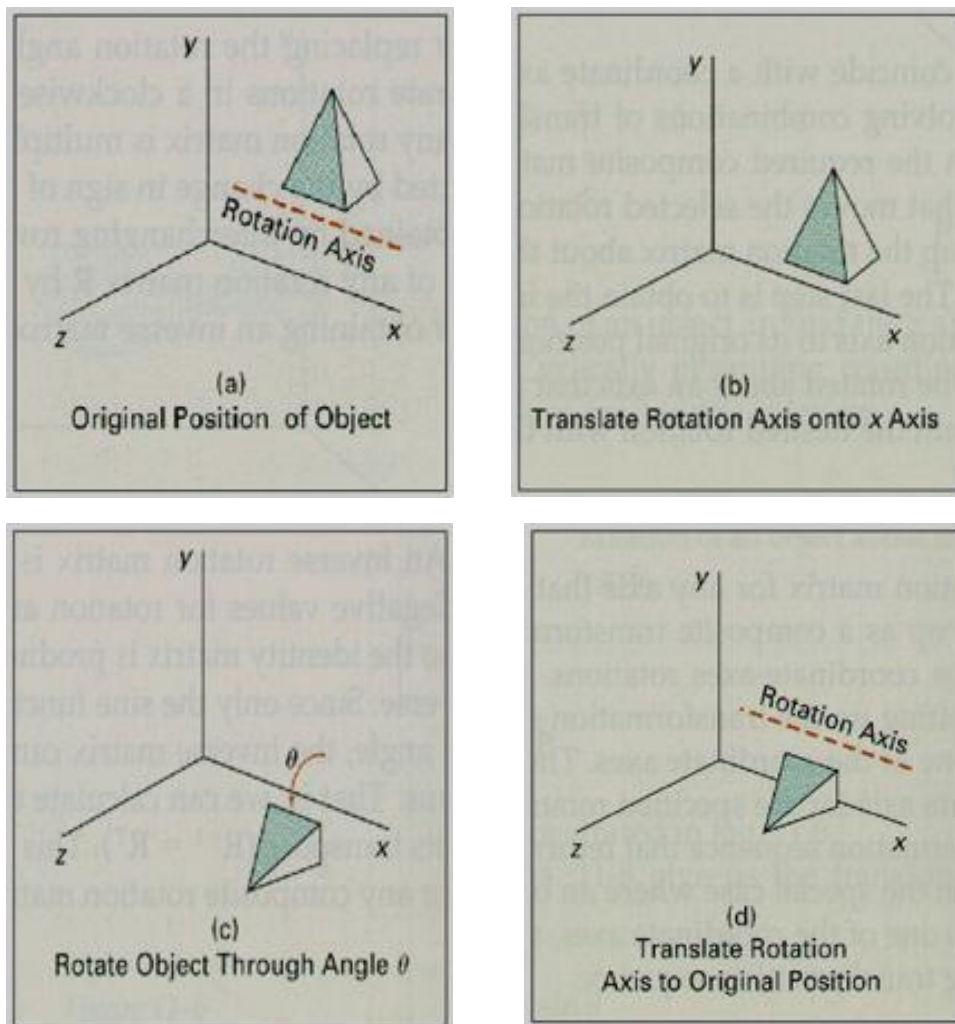 y
Rotation Axis
z
x
(a)
Original Position of Object
y
z
x
(b)
Translate Rotation Axis onto x Axis
y
θ
z
x
(c)
Rotate Object Through Angle θ
y
Rotation Axis
z
x
(d)
Translate Rotation
Axis to Original Position